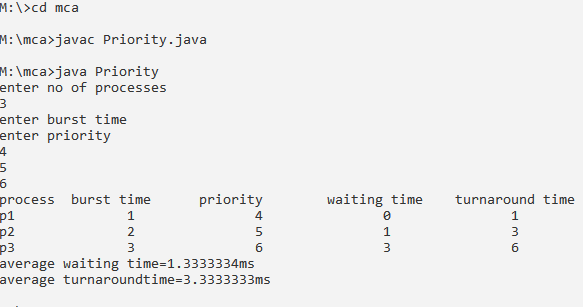 M:\>cd mca
M:\mca>javac Priority.java
M:\mca>java Priority
enter no of processes
3
enter burst time
enter priority
4
5
6
process burst time priority waiting time turnaround time
p1 1 4 0 1
p2 2 5 1 3
p3 3 6 3 6
average waiting time=1.3333334ms
average turnaroundtime=3.3333333ms